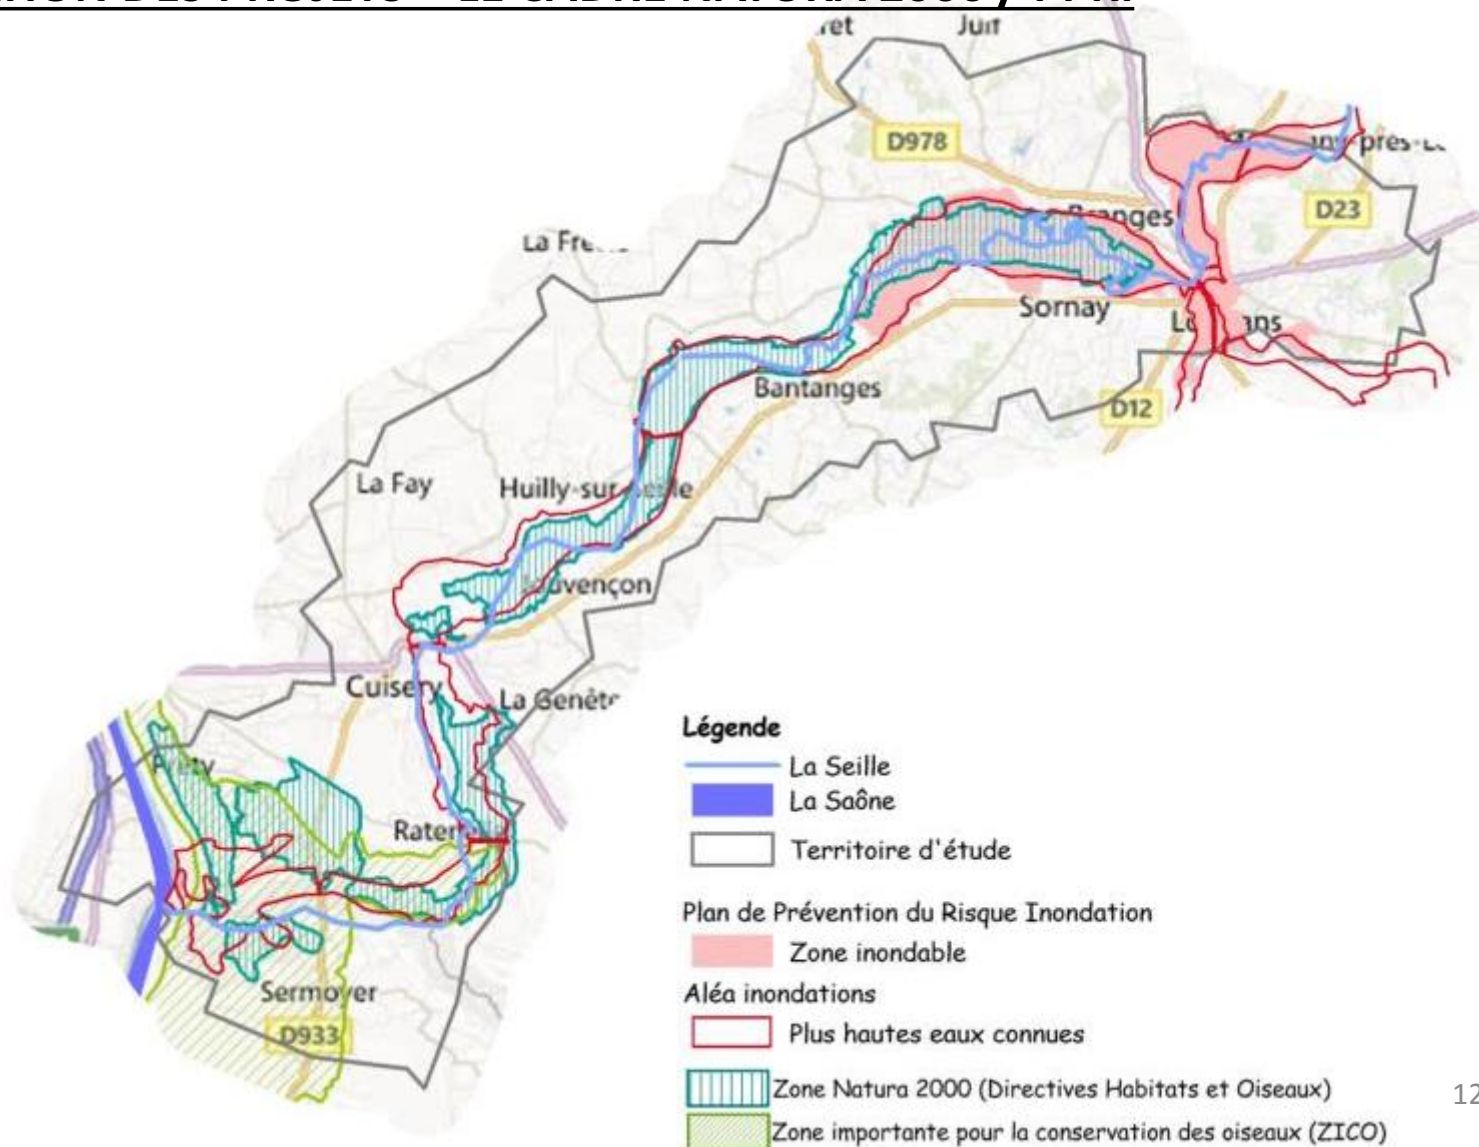 Juif
D978
D23
La Fre
Branges
Sornay
Bantanges
D12
La Fay
Huilly-sur
Cuisery
La Genête
Sermoyer
D933
Légende
La Seille
La Saône
Territoire d'étude
Plan de Prévention du Risque Inondation
Zone inondable
Aléa inondations
Plus hautes eaux connues
Zone Natura 2000 (Directives Habitats et Oiseaux)
Zone importante pour la conservation des oiseaux (ZICO)
12